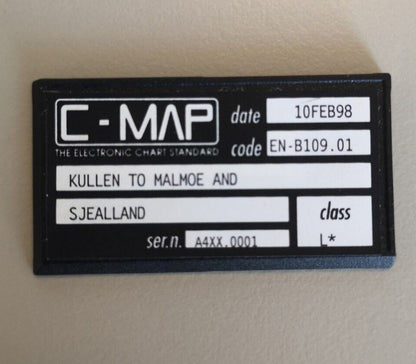 C-MAP date 10FEB98
THE ELECTRONIC CHART STANDARD code EN-B109.01
KULLEN TO MALMOE AND
SJEALLAND class
ser.n. A4XX.0001 L*